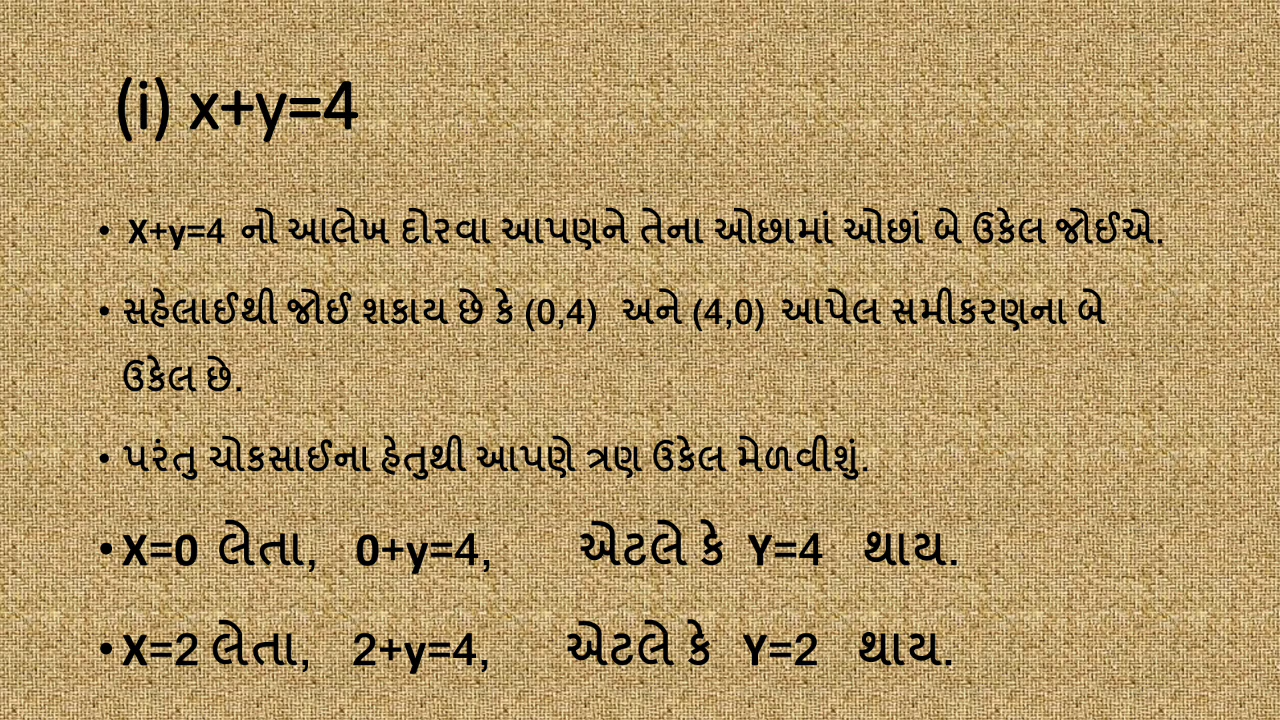 (i) x+y=4
• X+y=4 નો આલેખ દોરવા આપણને તેના ઓછામાં ઓછાં બે ઉકેલ જોઈએ.
• સહેલાઈથી જોઈ શકાય છે કે (0,4) અને (4,0) આપેલ સમીકરણના બે
ઉકેલ છે.
• પરંતુ ચોકસાઈના હેતુથી આપણે ત્રણ ઉકેલ મેળવીશું.
• X=0 લેતા, 0+y=4, એટલે કે Y=4 થાય.
• X=2 લેતા, 2+y=4, એટલે કે Y=2 થાય.